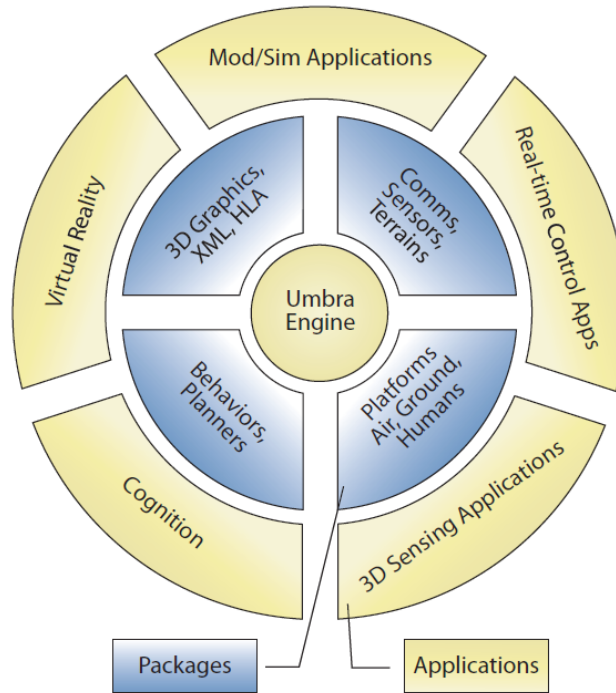 Mod/Sim Applications
Virtual Reality
3D Graphics,
XML, HLA
Comms,
Sensors,
Terrains
Real-time Control Apps
Umbra
Engine
Behaviors,
Planners
Platforms
Air, Ground,
Humans
Cognition
3D Sensing Applications
Packages
Applications